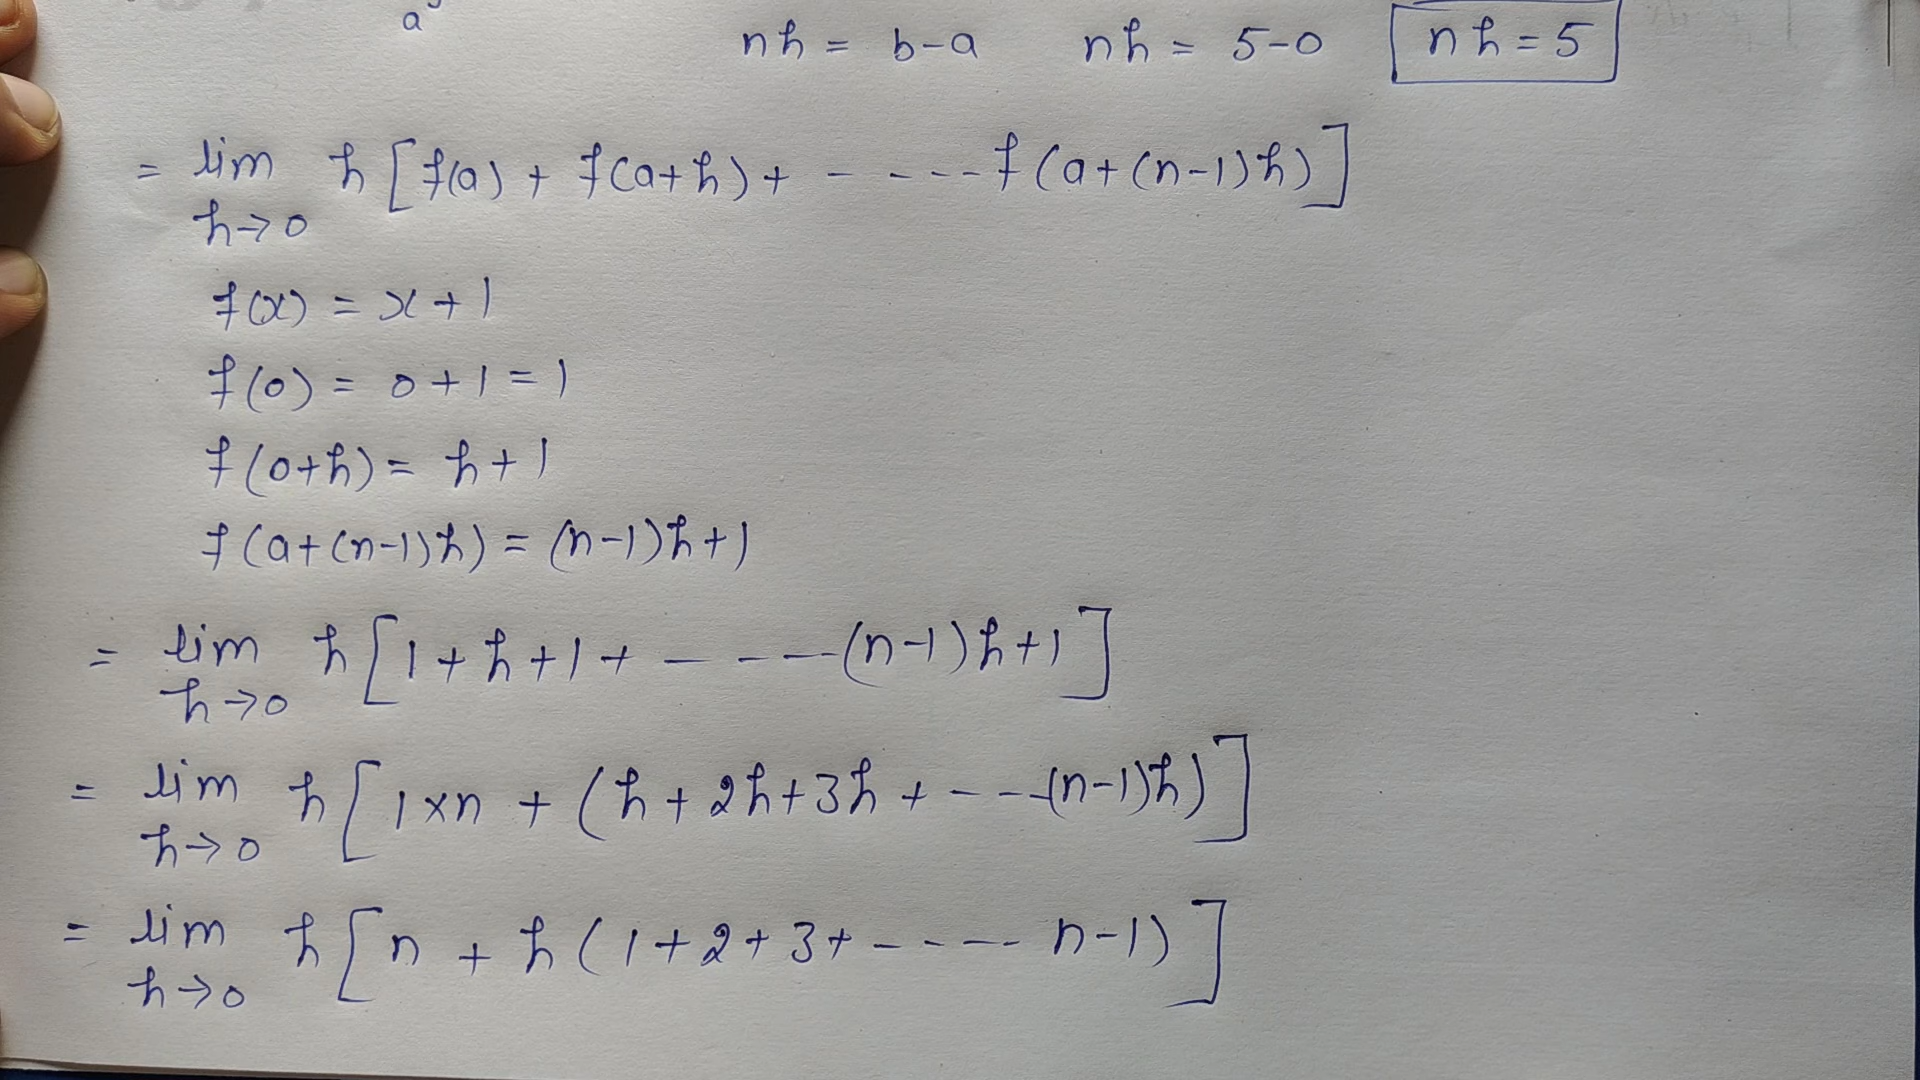 a
nh = b-a nh = 5-0 nh = 5
= lim h [f(a) + f(a+h) + - - - - - f(a+(n-1)h)]
h→0
f(x) = x+1
f(0) = 0+1 = 1
f(0+h) = h+1
f(a+(n-1)h) = (n-1)h+1
= lim h [1 + h+1 + - - - - (n-1)h+1]
h→0
= lim h [1×n + (h + 2h+3h + - - - (n-1)h)]
h→0
= lim h [n + h (1+2+3+ - - - - n-1)]
h→0